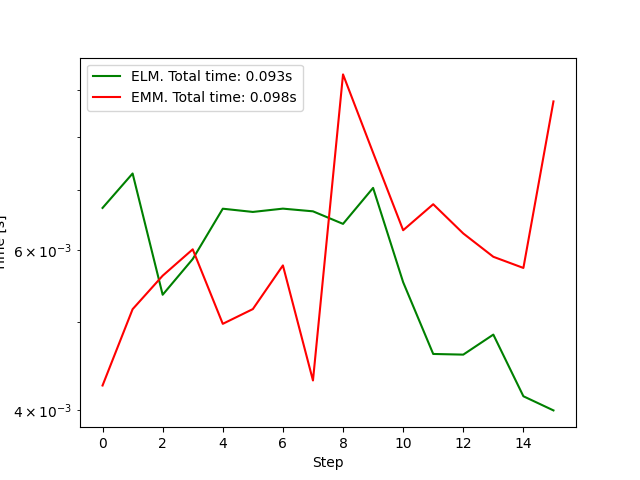 ELM. Total time: 0.093s
EMM. Total time: 0.098s
Time [s]
6 × 10⁻³
4 × 10⁻³
0 2 4 6 8 10 12 14
Step